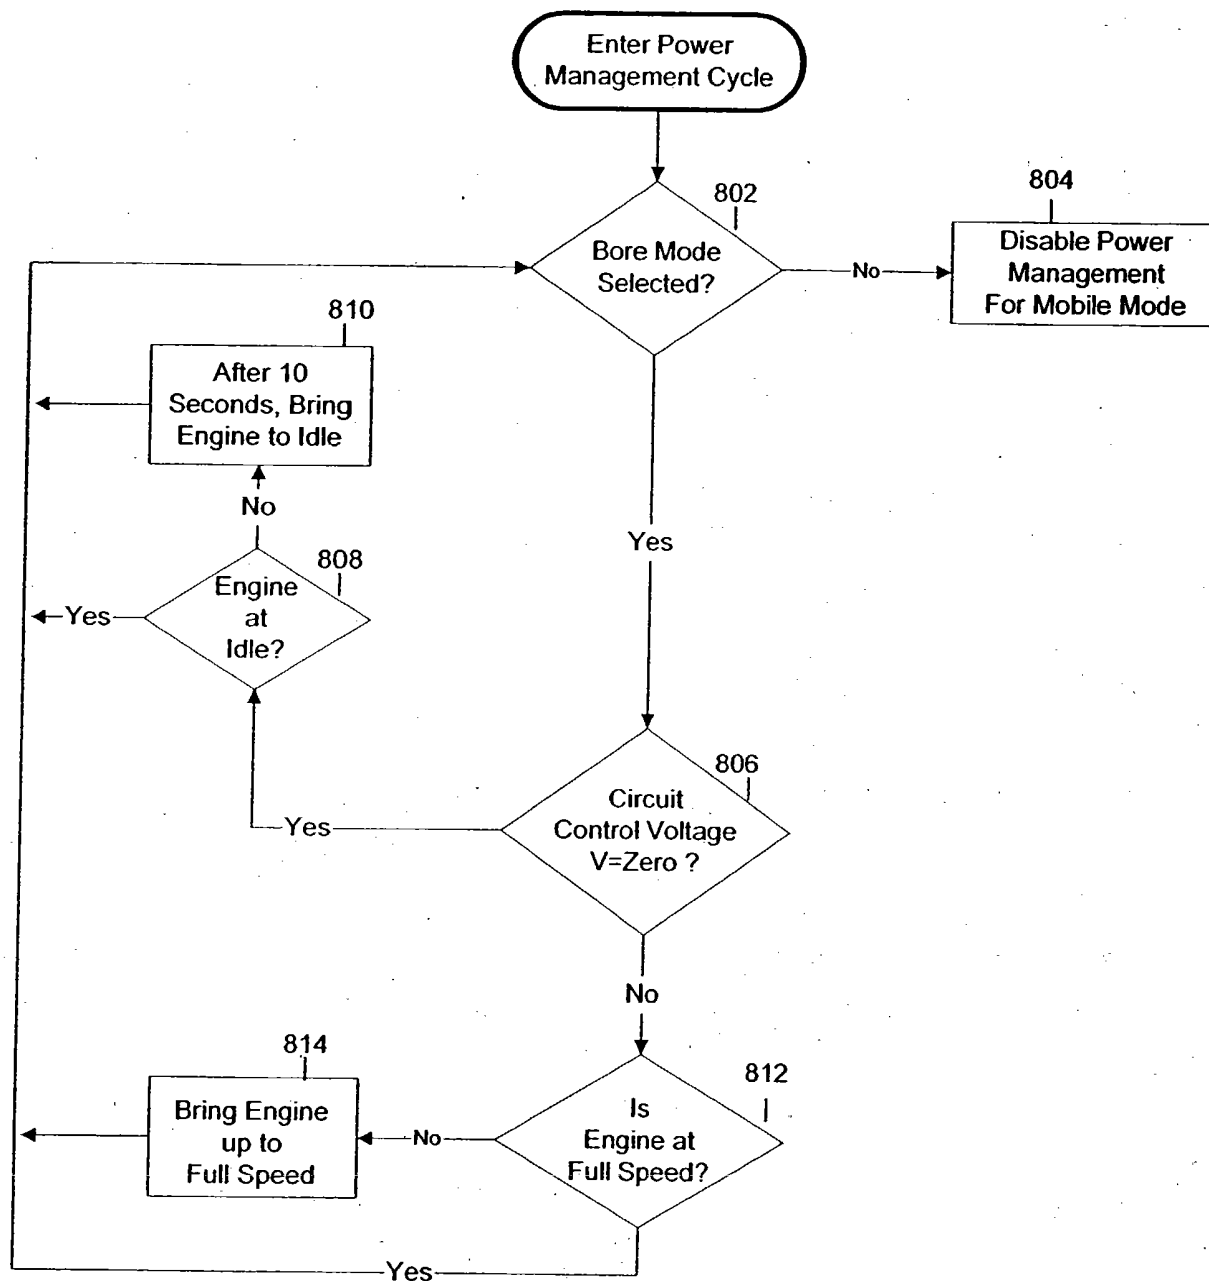 Enter Power
Management Cycle
802
Bore Mode
Selected?
No
804
Disable Power
Management
For Mobile Mode
810
After 10
Seconds, Bring
Engine to Idle
No
808
Engine
at
Idle?
Yes
Yes
806
Circuit
Control Voltage
V=Zero ?
Yes
No
814
Bring Engine
up to
Full Speed
No
812
Is
Engine at
Full Speed?
Yes